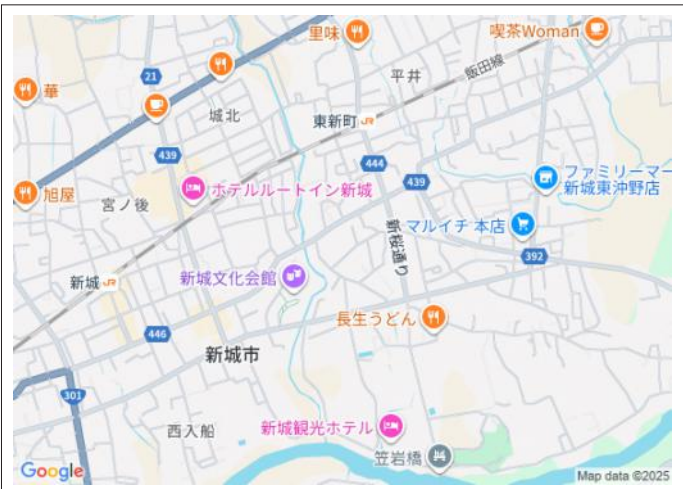 里味
喫茶Woman
21
平井
飯田線
華
城北
東新町
JR
439
444
ファミリーマー
新城東沖野店
439
ホテルルートイン新城
旭屋
宮ノ後
マルイチ 本店
新桜通り
392
新城文化会館
新城
JR
長生うどん
446
新城市
301
西入船
新城観光ホテル
笠岩橋
Google
Map data ©2025